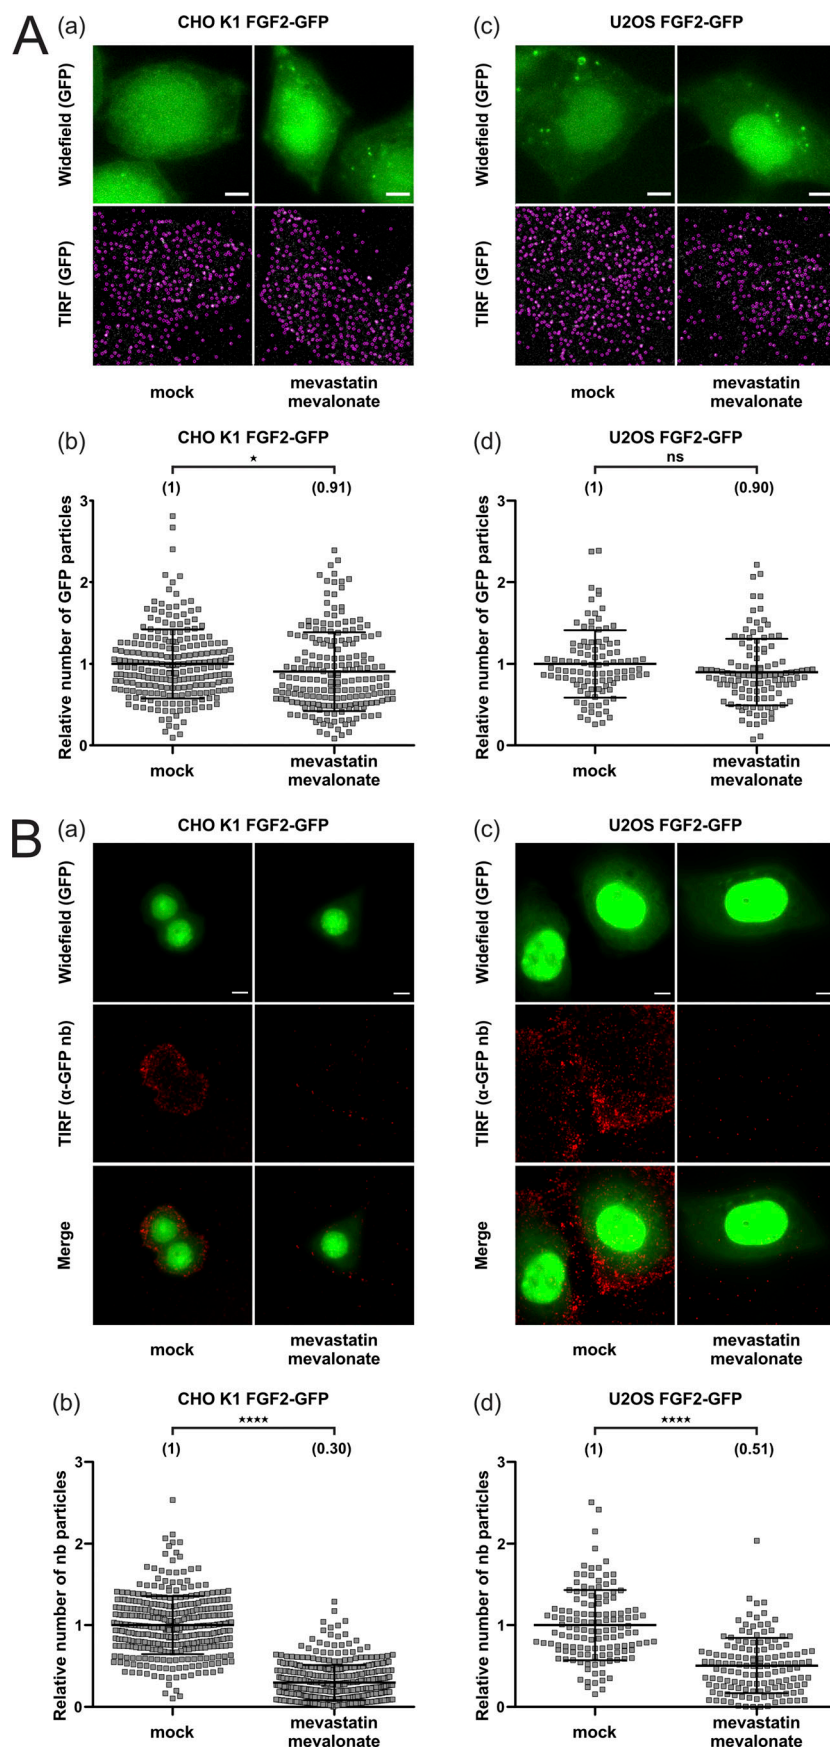 A
(a)
CHO K1 FGF2-GFP
Widefield (GFP)
TIRF (GFP)
mock
mevastatin
mevalonate
(c)
U2OS FGF2-GFP
Widefield (GFP)
TIRF (GFP)
mock
mevastatin
mevalonate
(b)
CHO K1 FGF2-GFP
★
(1)
(0.91)
Relative number of GFP particles
3
2
1
0
mock
mevastatin
mevalonate
(d)
U2OS FGF2-GFP
ns
(1)
(0.90)
Relative number of GFP particles
3
2
1
0
mock
mevastatin
mevalonate
B
(a)
CHO K1 FGF2-GFP
Widefield (GFP)
TIRF (α-GFP nb)
Merge
mock
mevastatin
mevalonate
(c)
U2OS FGF2-GFP
Widefield (GFP)
TIRF (α-GFP nb)
Merge
mock
mevastatin
mevalonate
(b)
CHO K1 FGF2-GFP
★★★★
(1)
(0.30)
Relative number of nb particles
3
2
1
0
mock
mevastatin
mevalonate
(d)
U2OS FGF2-GFP
★★★★
(1)
(0.51)
Relative number of nb particles
3
2
1
0
mock
mevastatin
mevalonate